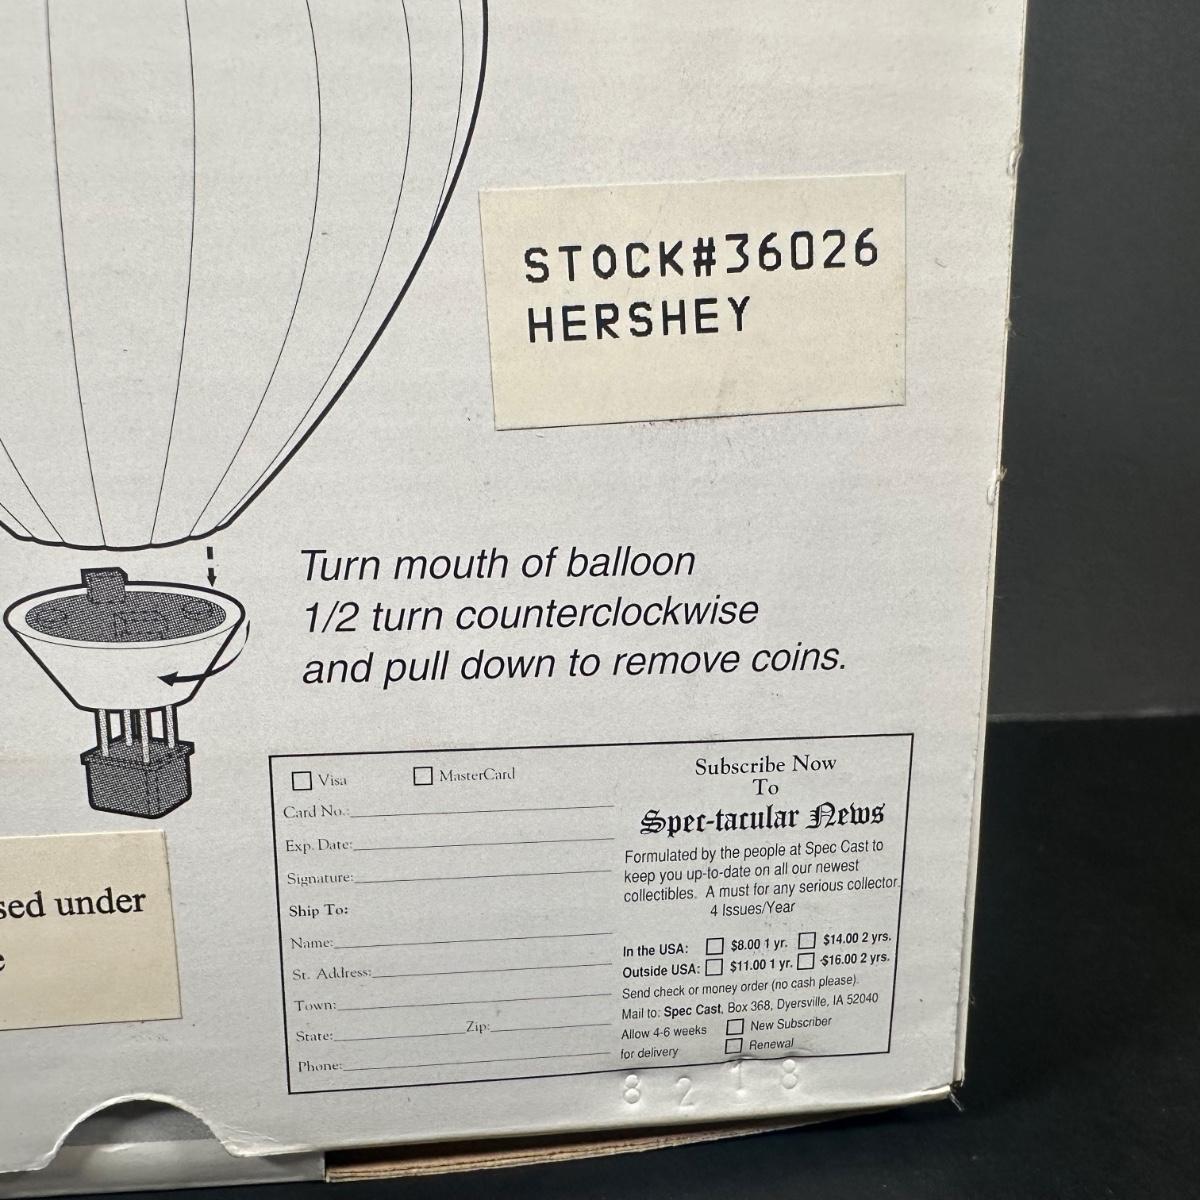 STOCK#36026
HERSHEY
Turn mouth of balloon
1/2 turn counterclockwise
and pull down to remove coins.
sed under
e
Visa MasterCard
Card No.:
Exp. Date:
Signature:
Ship To:
Name:
St. Address:
Town:
State: Zip:
Phone:
Subscribe Now
To
Spec-tacular News
Formulated by the people at Spec Cast to
keep you up-to-date on all our newest
collectibles. A must for any serious collector.
4 Issues/Year
In the USA: $8.00 1 yr. $14.00 2 yrs.
Outside USA: $11.00 1 yr. $16.00 2 yrs.
Send check or money order (no cash please).
Mail to: Spec Cast, Box 368, Dyersville, IA 52040
Allow 4-6 weeks New Subscriber
for delivery Renewal
8 2 1 8